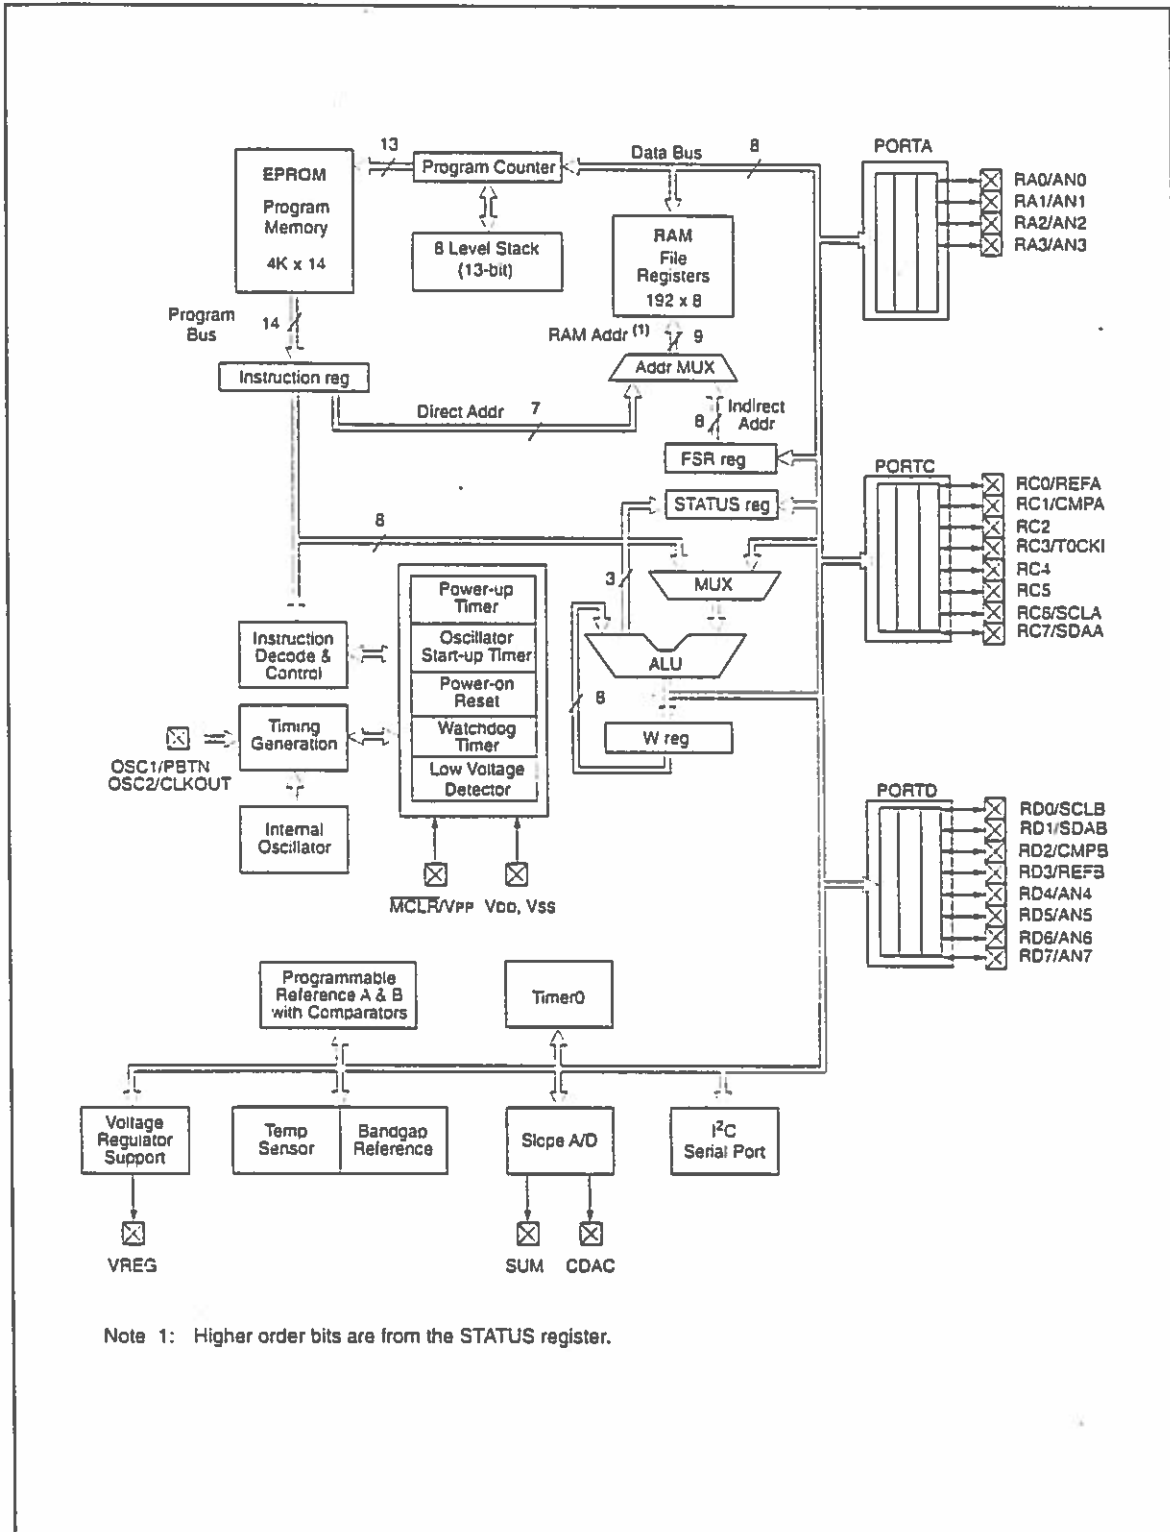 13
Data Bus
8
PORTA
EPROM
Program
Memory
4K x 14
Program Counter
8 Level Stack
(13-bit)
RAM
File
Registers
192 x 8
RA0/AN0
RA1/AN1
RA2/AN2
RA3/AN3
Program
Bus
14
RAM Addr (1)
9
Instruction reg
Addr MUX
Direct Addr
7
8
Indirect
Addr
FSR reg
STATUS reg
PORTC
RC0/REFA
RC1/CMPA
RC2
RC3/T0CKI
RC4
RC5
RC6/SCLA
RC7/SDAA
8
3
MUX
Power-up
Timer
Oscillator
Start-up Timer
Power-on
Reset
Watchdog
Timer
Low Voltage
Detector
Instruction
Decode &
Control
ALU
8
W reg
Timing
Generation
OSC1/PBTN
OSC2/CLKOUT
Internal
Oscillator
MCLR/VPP
VDD, VSS
PORTD
RD0/SCLB
RD1/SDAB
RD2/CMPB
RD3/REFB
RD4/AN4
RD5/AN5
RD6/AN6
RD7/AN7
Programmable
Reference A & B
with Comparators
Timer0
Voltage
Regulator
Support
Temp
Sensor
Bandgap
Reference
Slope A/D
I²C
Serial Port
VREG
SUM
CDAC
Note 1: Higher order bits are from the STATUS register.